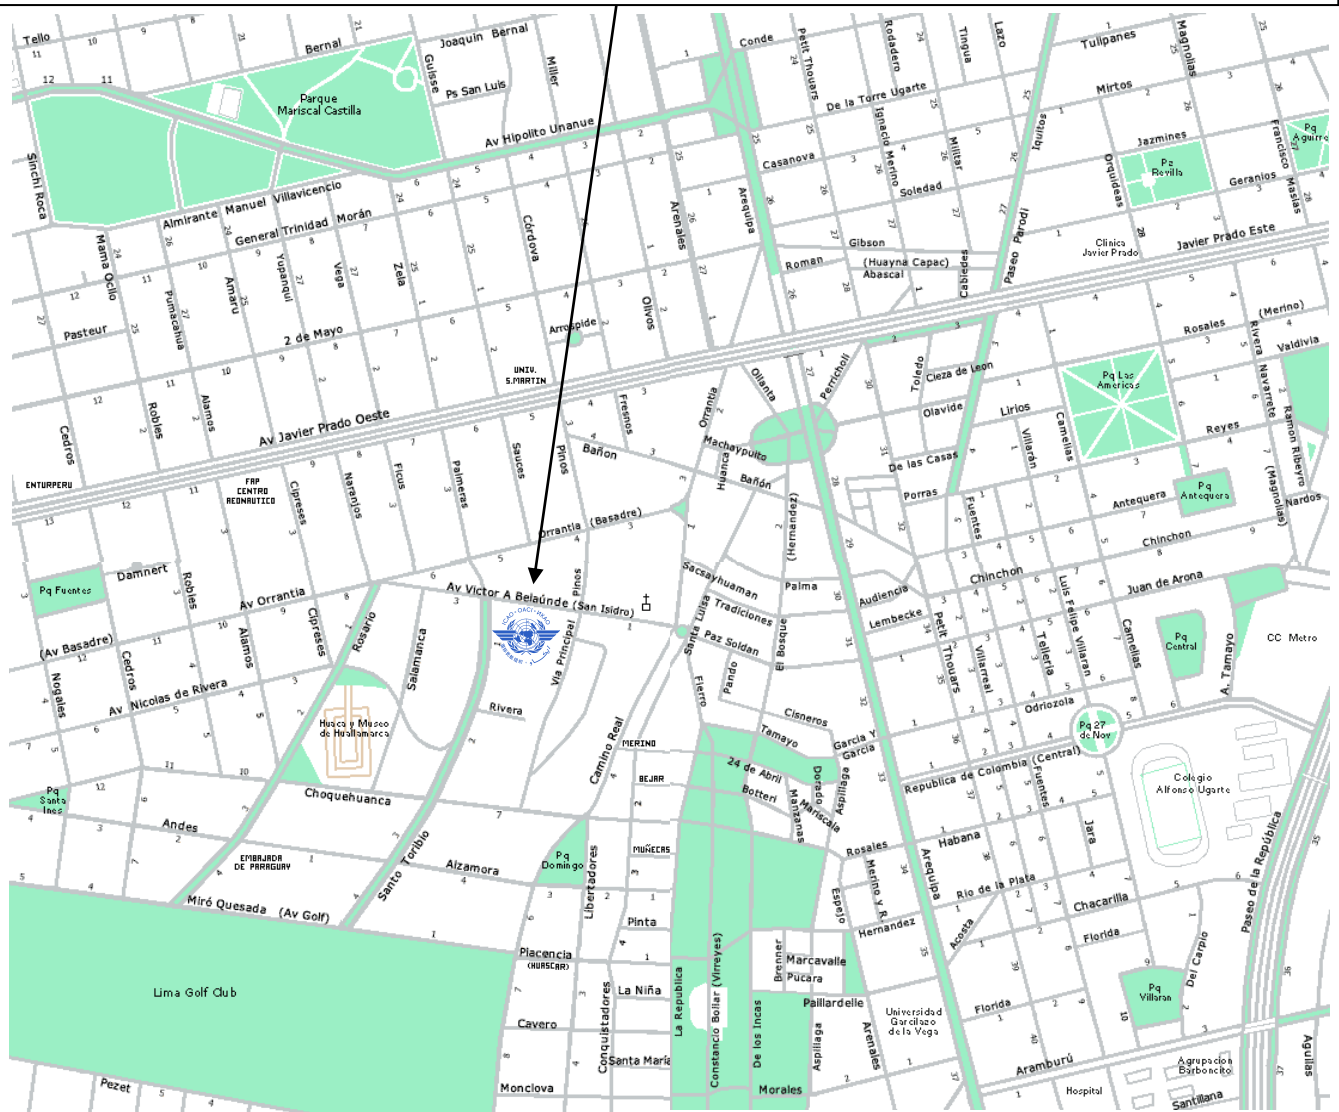 Tello
Bernal
Joaquin Bernal
Guisse
Miller
Ps San Luis
Parque
Mariscal Castilla
Av Hipolito Unanue
Sinchi Roca
Almirante Manuel Villavicencio
General Trinidad Morán
Mama Ocllo
Pumacahua
Amaru
Yupanqui
Vega
Zela
Córdova
Arenales
Olivos
Pasteur
2 de Mayo
Arrospide
UNIV.
S.MARTIN
Conde
Petit Thouars
Rodadero
Tingua
Lazo
Tulipanes
Magnolias
Mirtos
De la Torre Ugarte
Ignacio Merino
Militar
Iquitos
Casanova
Soledad
Arequipa
Orquideas
Jazmines
Pz
Revilla
Francisco Masias
Pq
Aguirre
Geranios
Gibson
Roman
(Huayna Capac)
Abascal
Cabiedes
Paseo Parodi
Clinica
Javier Prado
Javier Prado Este
Rosales
(Merino)
Valdivia
Rivera Navarrete
Ramon Ribeyro
(Magnolias)
Nardos
Reyes
Pq Las
Americas
Camelias
Pq
Antequera
Antequera
Chinchon
Juan de Arona
Toledo
Cieza de Leon
Olavide
Lirios
Villarán
De las Casas
Porras
Fuentes
Perricholi
Ollanta
Orrantia
Machaypuito
Huanca
Bañón
(Hernandez)
Cedros
Robles
Alamos
Av Javier Prado Oeste
ENTURPERU
FAP
CENTRO
AERONAUTICO
Cipreses
Naranjos
Ficus
Palmeras
Sauces
Pinos
Fresnos
Bañon
Orrantia (Basadre)
Pq Fuentes
Dammert
Robles
Av Orrantia
(Av Basadre)
Cedros
Alamos
Cipreses
Nogales
Av Nicolas de Rivera
Rosario
Salamanca
Av Victor A Belaúnde (San Isidro)
ICAO·OACI·ИКАО
Pinos
Via Principal
Rivera
Huaca y Museo
de Huallamarca
Sacsayhuaman
Santa Luisa
Tradiciones
Paz Soldan
Palma
El Bosque
Pando
Fierro
Audiencia
Lembecke
Chinchon
Petit Thouars
Villarreal
Telleria
Luis Felipe Villaran
Camelias
Pq
Central
A. Tamayo
CC Metro
Odriozola
Pq 27
de Nov
Republica de Colombia (Central)
Fuentes
Colegio
Alfonso Ugarte
Camino Real
MERINO
BEJAR
MUÑECAS
Cisneros
Tamayo
24 de Abril
Botteri
Manzanas
Mariscala
Dorado
Aspillaga
Garcia Y
Garcia
Choquehuanca
Pq
Santa
Ines
Andes
EMBAJADA
DE PARAGUAY
Santo Toribio
Alzamora
Pq
Domingo
Libertadores
Miró Quesada (Av Golf)
Lima Golf Club
Pinta
Placencia
(HUASCAR)
La Niña
Cavero
Conquistadores
Santa María
Monclova
Pezet
La Republica
Constancio Bollar (Virreyes)
De los Incas
Brenner
Marcavalle
Pucara
Paillardelle
Aspillaga
Morales
Arenales
Espejo
Merino y R.
Hernandez
Rosales
Arequipa
Habana
Rio de la Plata
Jara
Acosta
Chacarilla
Florida
Florida
Del Carpio
Pq
Villaran
Paseo de la República
Universidad
Garcilazo
de la Vega
Aramburú
Hospital
Agrupacion
Barboncito
Santillana
Aguilas